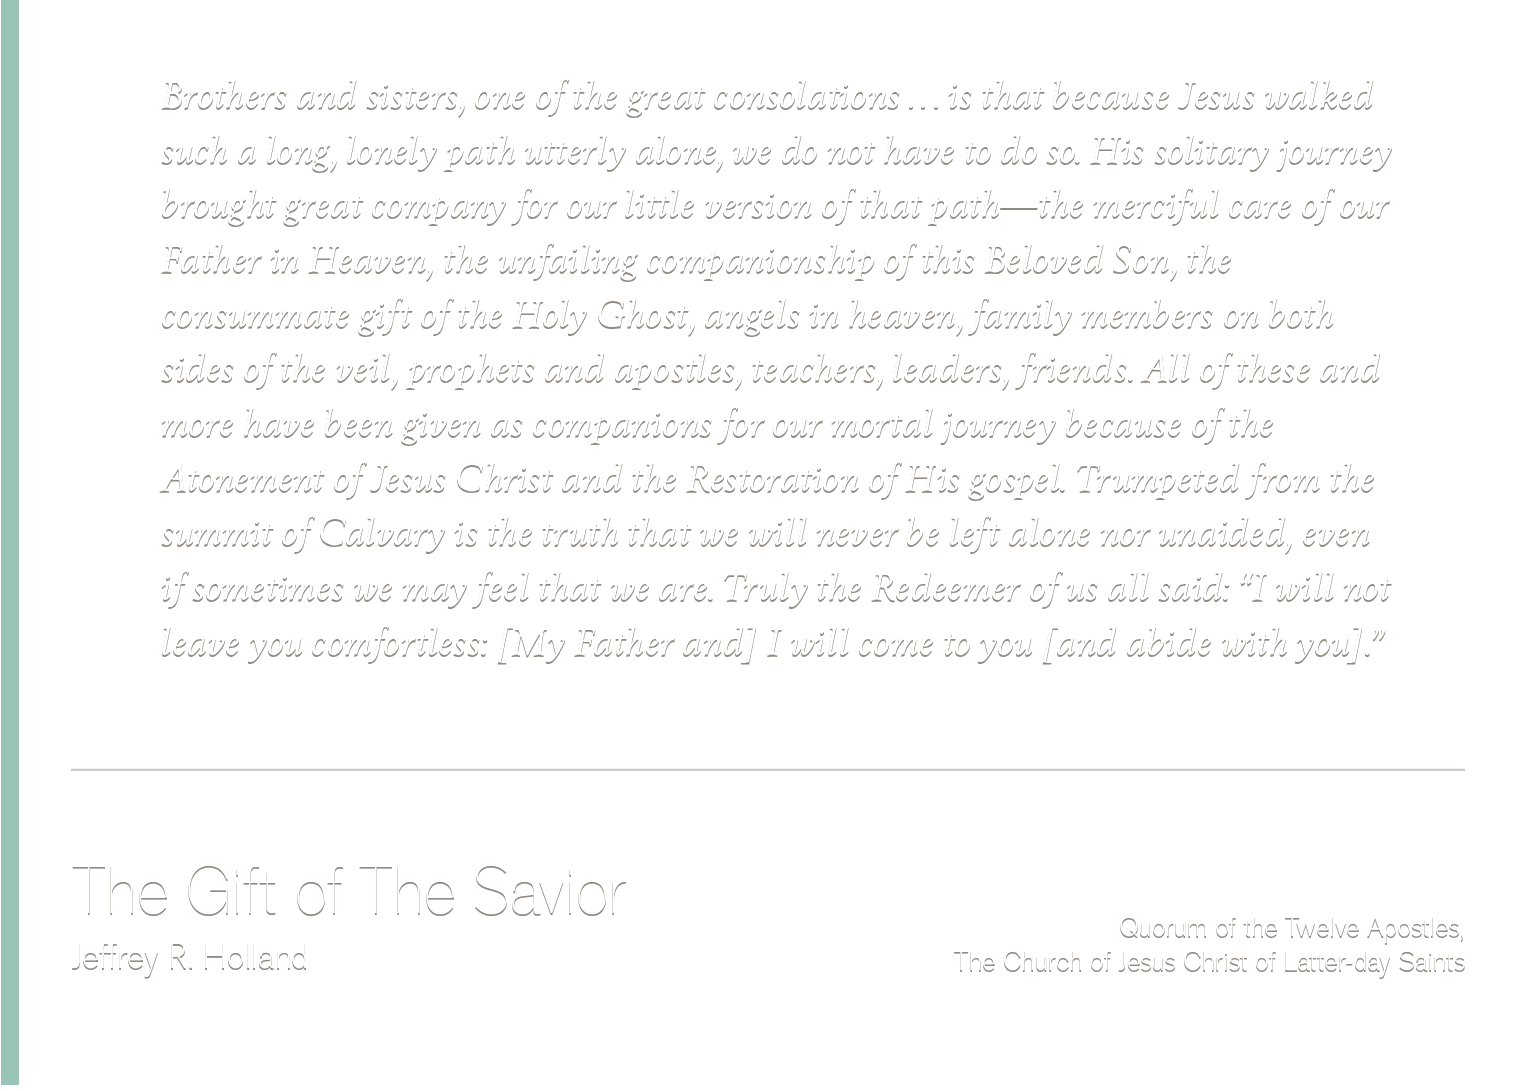 Brothers and sisters, one of the great consolations . . . is that because Jesus walked
such a long, lonely path utterly alone, we do not have to do so. His solitary journey
brought great company for our little version of that path—the merciful care of our
Father in Heaven, the unfailing companionship of this Beloved Son, the
consummate gift of the Holy Ghost, angels in heaven, family members on both
sides of the veil, prophets and apostles, teachers, leaders, friends. All of these and
more have been given as companions for our mortal journey because of the
Atonement of Jesus Christ and the Restoration of His gospel. Trumpeted from the
summit of Calvary is the truth that we will never be left alone nor unaided, even
if sometimes we may feel that we are. Truly the Redeemer of us all said: “I will not
leave you comfortless: [My Father and] I will come to you [and abide with you].”
The Gift of The Savior
Jeffrey R. Holland
Quorum of the Twelve Apostles,
The Church of Jesus Christ of Latter-day Saints